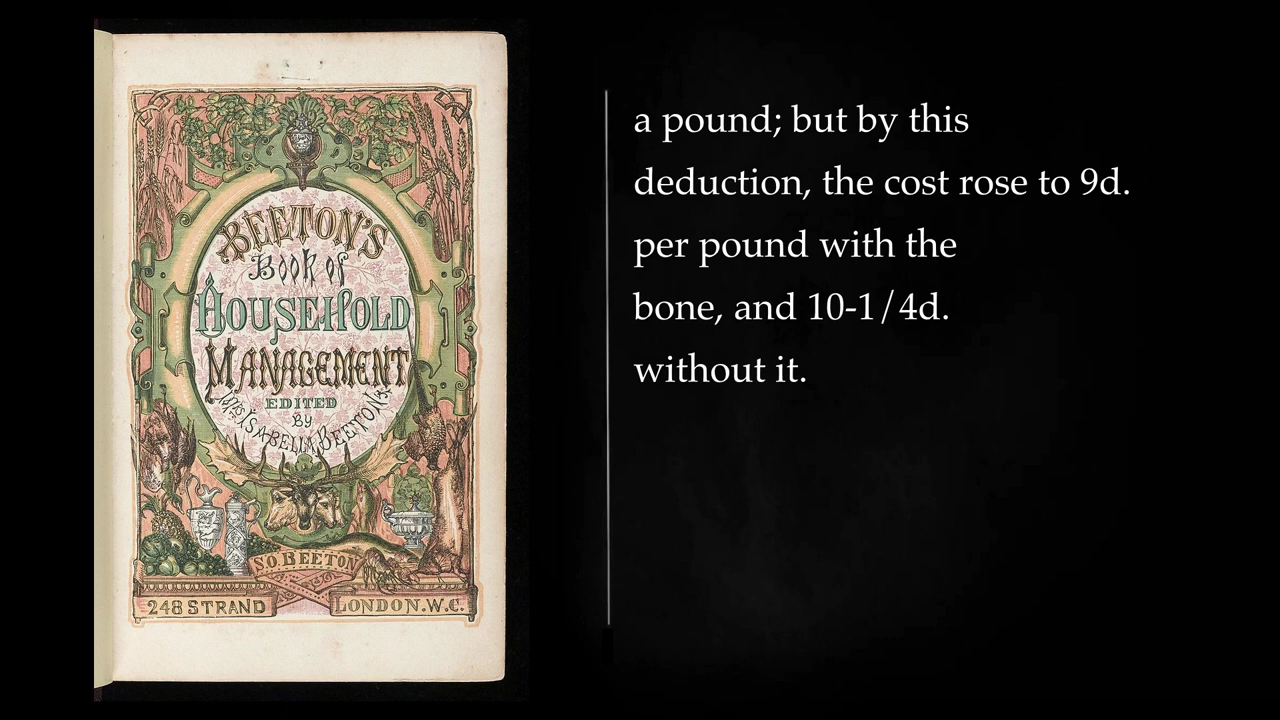 BEETON'S
Book of
HOUSEHOLD
MANAGEMENT
EDITED
BY
MRS ISABELLA BEETON
S.O. BEETON
248 STRAND
LONDON. W.C.
a pound; but by this
deduction, the cost rose to 9d.
per pound with the
bone, and 10-1/4d.
without it.